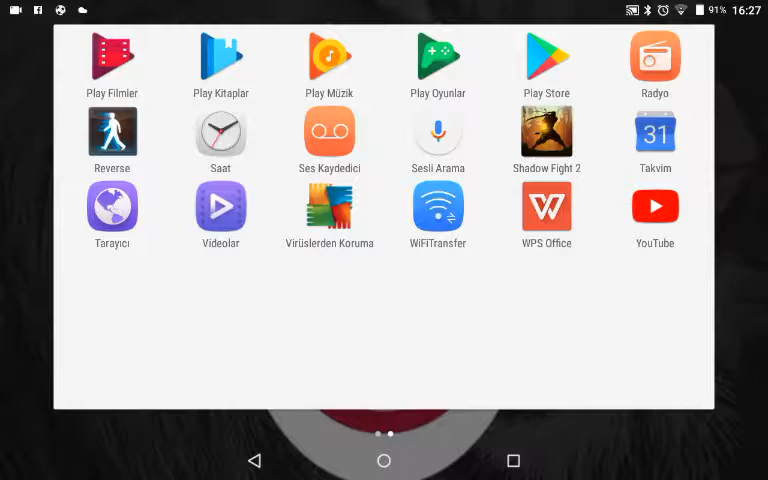 91% 16:27
Play Filmler Play Kitaplar Play Müzik Play Oyunlar Play Store Radyo
31
Reverse Saat Ses Kaydedici Sesli Arama Shadow Fight 2 Takvim
Tarayıcı Videolar Virüslerden Koruma WiFiTransfer WPS Office YouTube